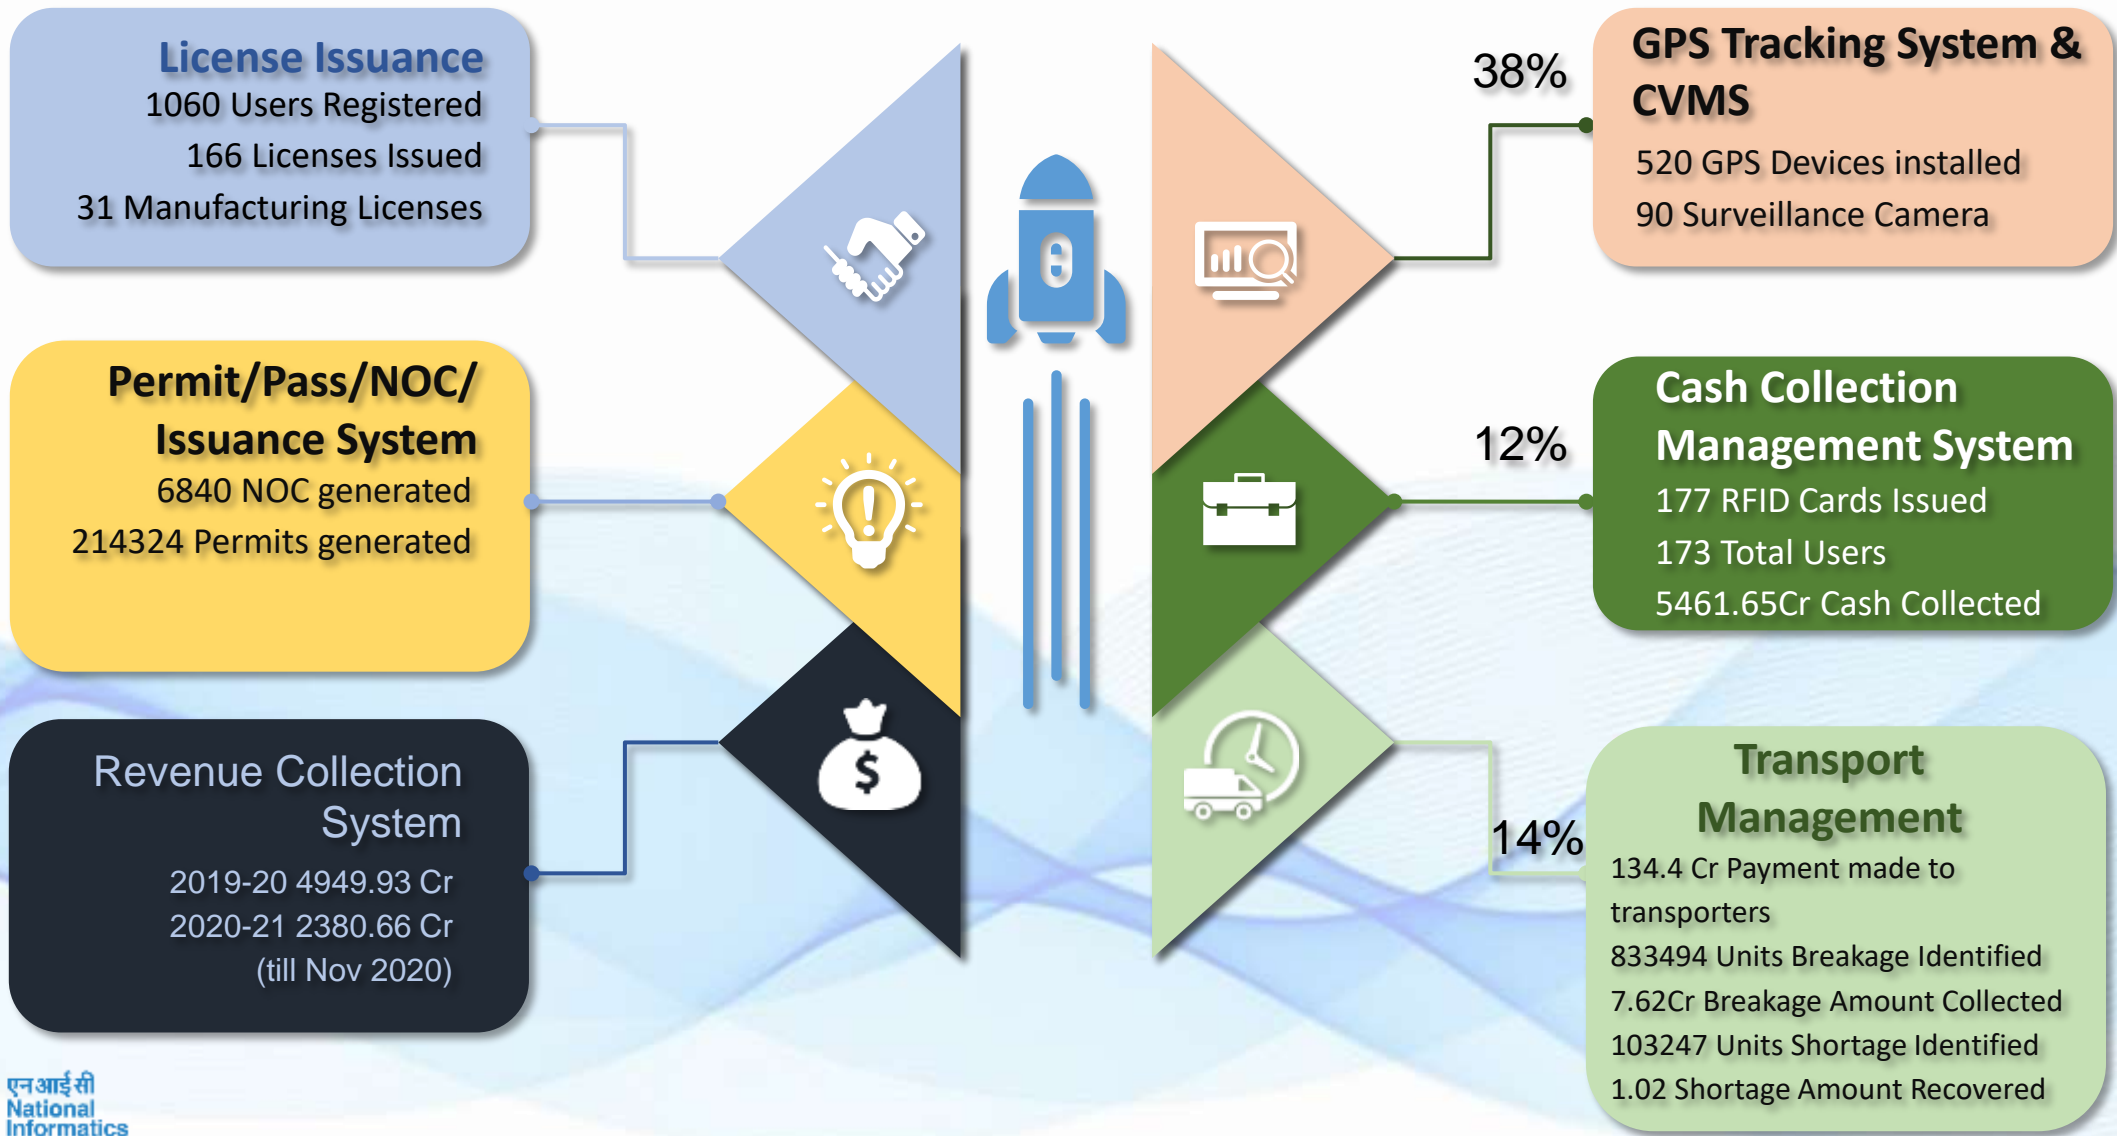 License Issuance
1060 Users Registered
166 Licenses Issued
31 Manufacturing Licenses
Permit/Pass/NOC/
Issuance System
6840 NOC generated
214324 Permits generated
Revenue Collection
System
2019-20 4949.93 Cr
2020-21 2380.66 Cr
(till Nov 2020)
$
38%
GPS Tracking System &
CVMS
520 GPS Devices installed
90 Surveillance Camera
12%
Cash Collection
Management System
177 RFID Cards Issued
173 Total Users
5461.65Cr Cash Collected
14%
Transport
Management
134.4 Cr Payment made to
transporters
833494 Units Breakage Identified
7.62Cr Breakage Amount Collected
103247 Units Shortage Identified
1.02 Shortage Amount Recovered
एन आई सी
National
Informatics